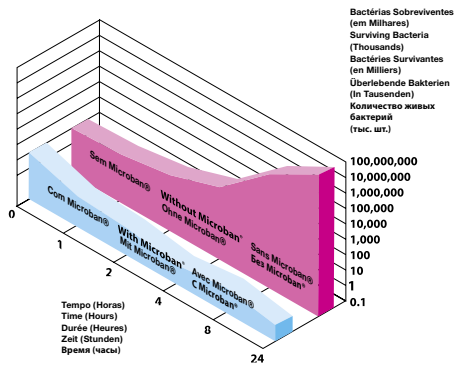 Bactérias Sobreviventes
(em Milhares)
Surviving Bacteria
(Thousands)
Bactéries Survivantes
(en Milliers)
Überlebende Bakterien
(In Tausenden)
Количество живых
бактерий
(тыс. шт.)
100,000,000
10,000,000
1,000,000
100,000
10,000
1,000
100
10
1
0.1
Sem Microban®
Without Microban®
Ohne Microban®
Sans Microban®
Без Microban®
Com Microban®
With Microban®
Mit Microban®
Avec Microban®
С Microban®
0
1
2
4
8
24
Tempo (Horas)
Time (Hours)
Durée (Heures)
Zeit (Stunden)
Время (часы)